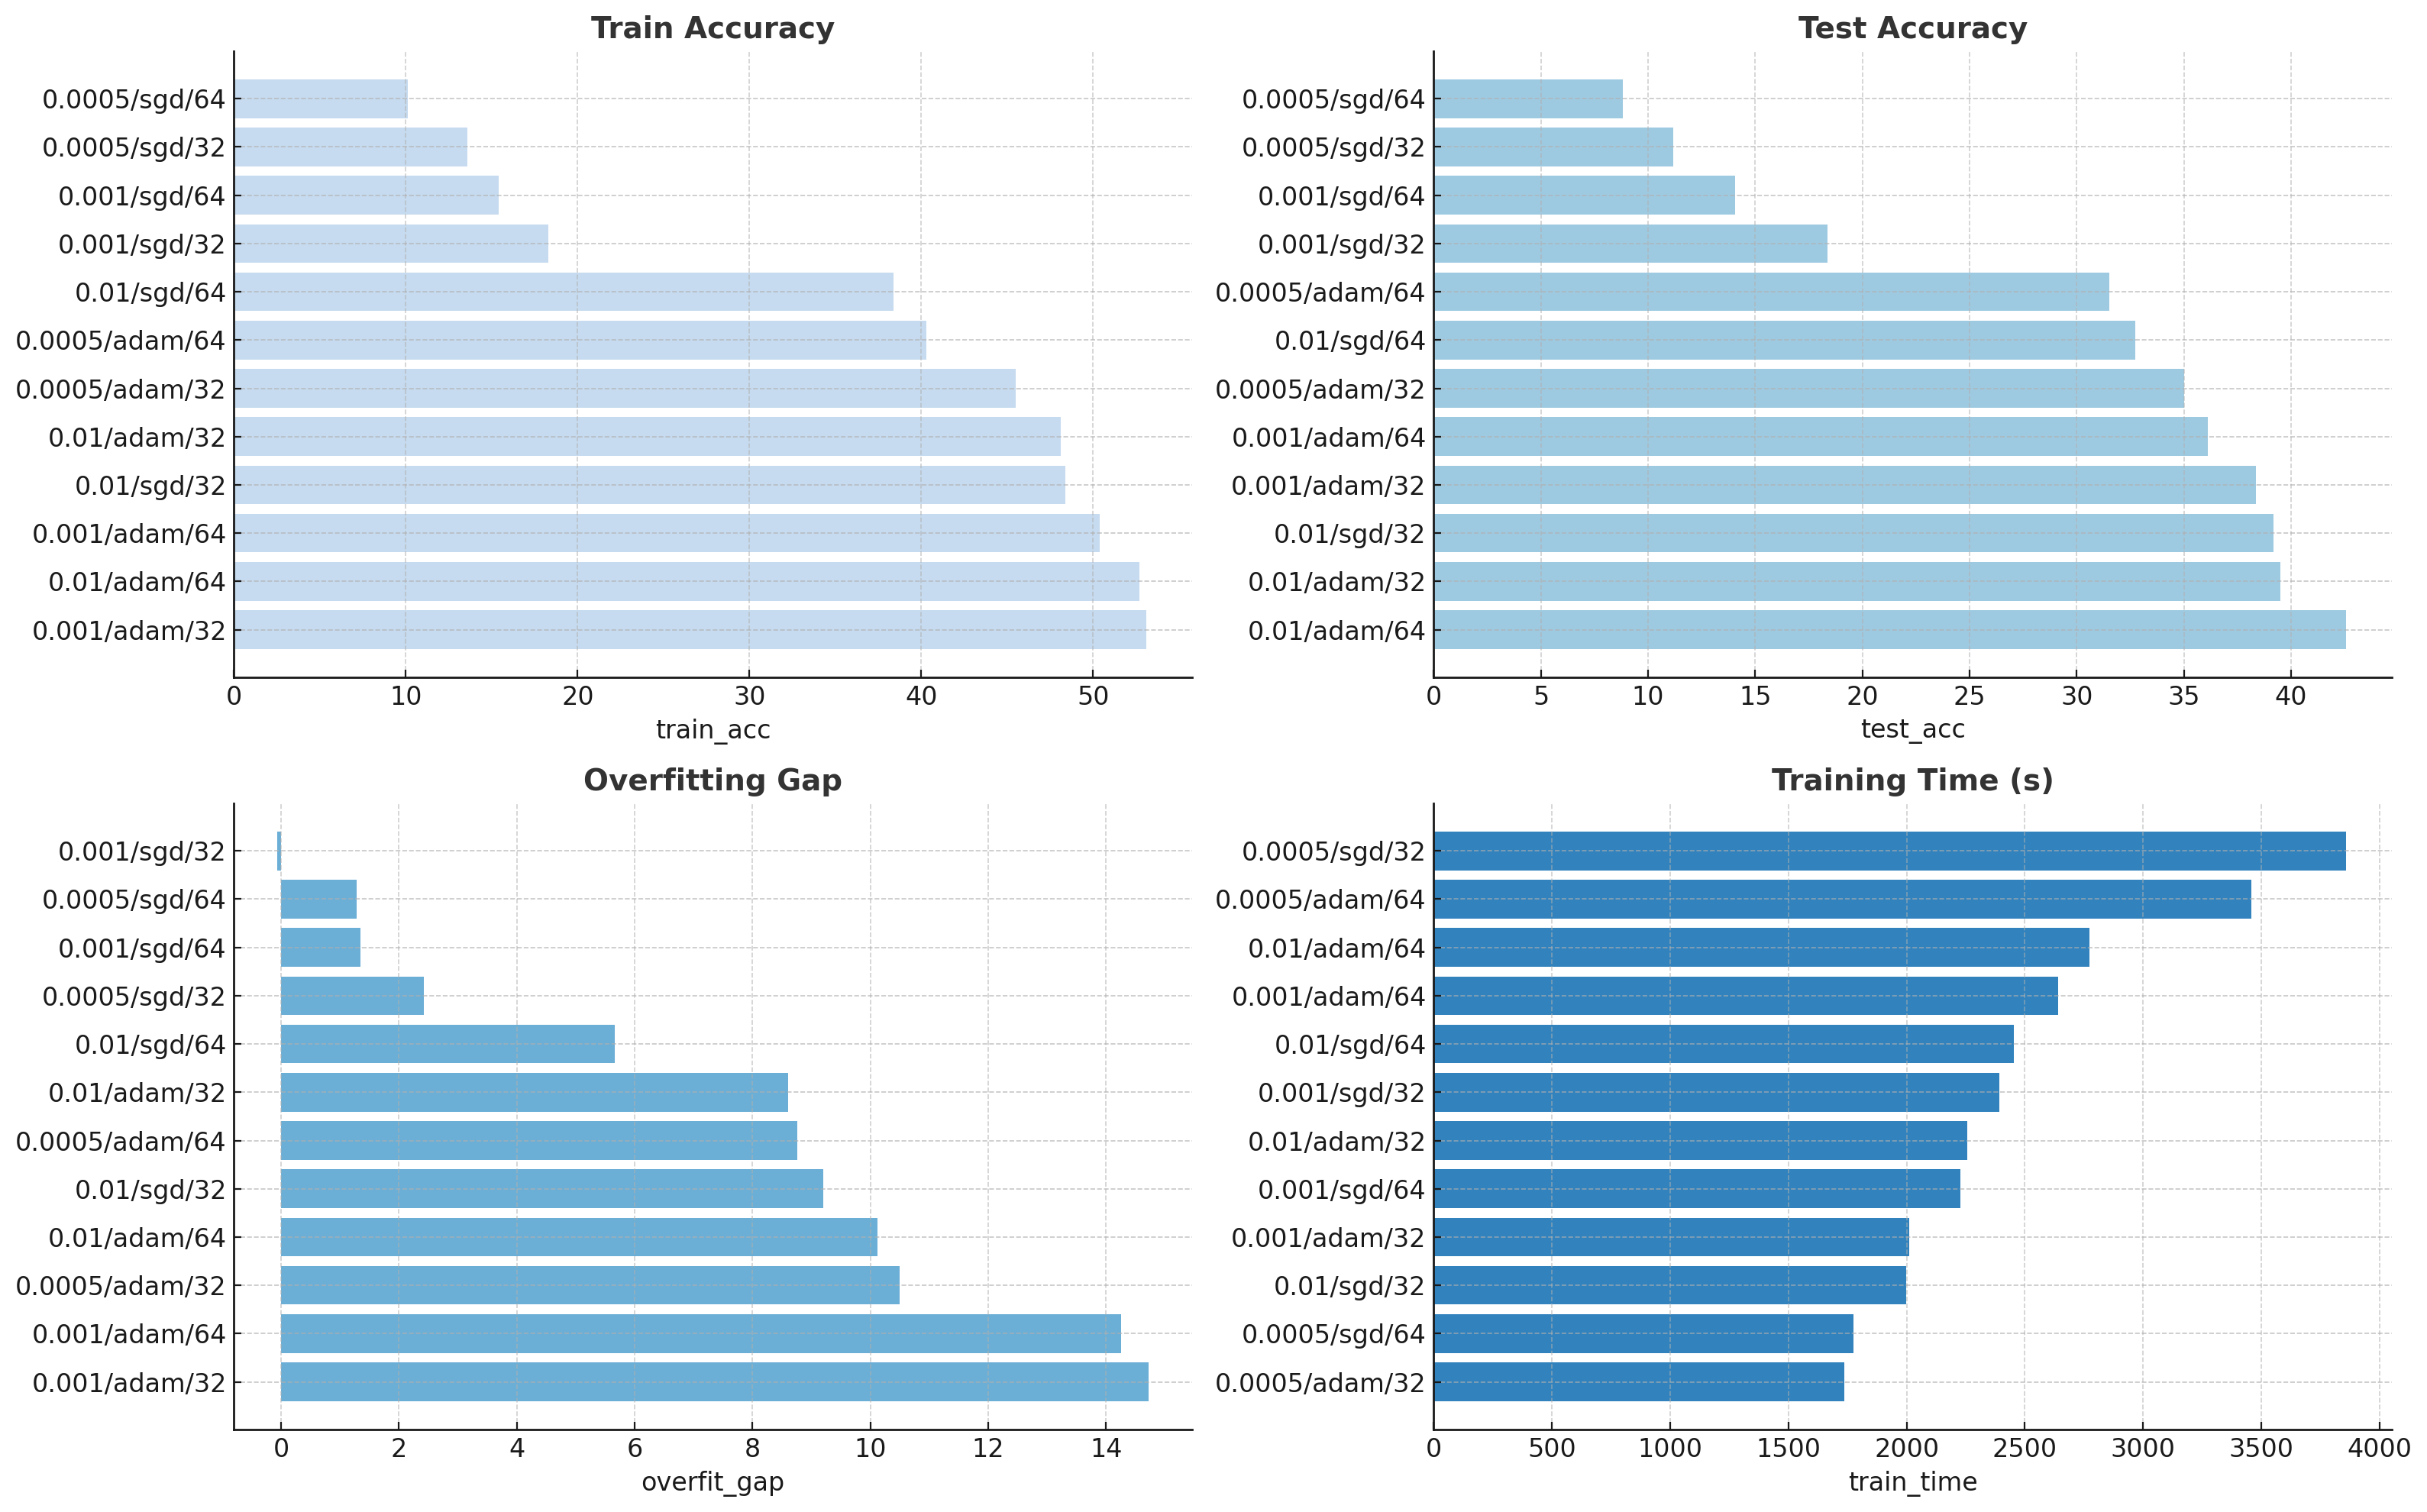 Train Accuracy
0.0005/sgd/64
0.0005/sgd/32
0.001/sgd/64
0.001/sgd/32
0.01/sgd/64
0.0005/adam/64
0.0005/adam/32
0.01/adam/32
0.01/sgd/32
0.001/adam/64
0.01/adam/64
0.001/adam/32
0 10 20 30 40 50
train_acc
Test Accuracy
0.0005/sgd/64
0.0005/sgd/32
0.001/sgd/64
0.001/sgd/32
0.0005/adam/64
0.01/sgd/64
0.0005/adam/32
0.001/adam/64
0.001/adam/32
0.01/sgd/32
0.01/adam/32
0.01/adam/64
0 5 10 15 20 25 30 35 40
test_acc
Overfitting Gap
0.001/sgd/32
0.0005/sgd/64
0.001/sgd/64
0.0005/sgd/32
0.01/sgd/64
0.01/adam/32
0.0005/adam/64
0.01/sgd/32
0.01/adam/64
0.0005/adam/32
0.001/adam/64
0.001/adam/32
0 2 4 6 8 10 12 14
overfit_gap
Training Time (s)
0.0005/sgd/32
0.0005/adam/64
0.01/adam/64
0.001/adam/64
0.01/sgd/64
0.001/sgd/32
0.01/adam/32
0.001/sgd/64
0.001/adam/32
0.01/sgd/32
0.0005/sgd/64
0.0005/adam/32
0 500 1000 1500 2000 2500 3000 3500 4000
train_time